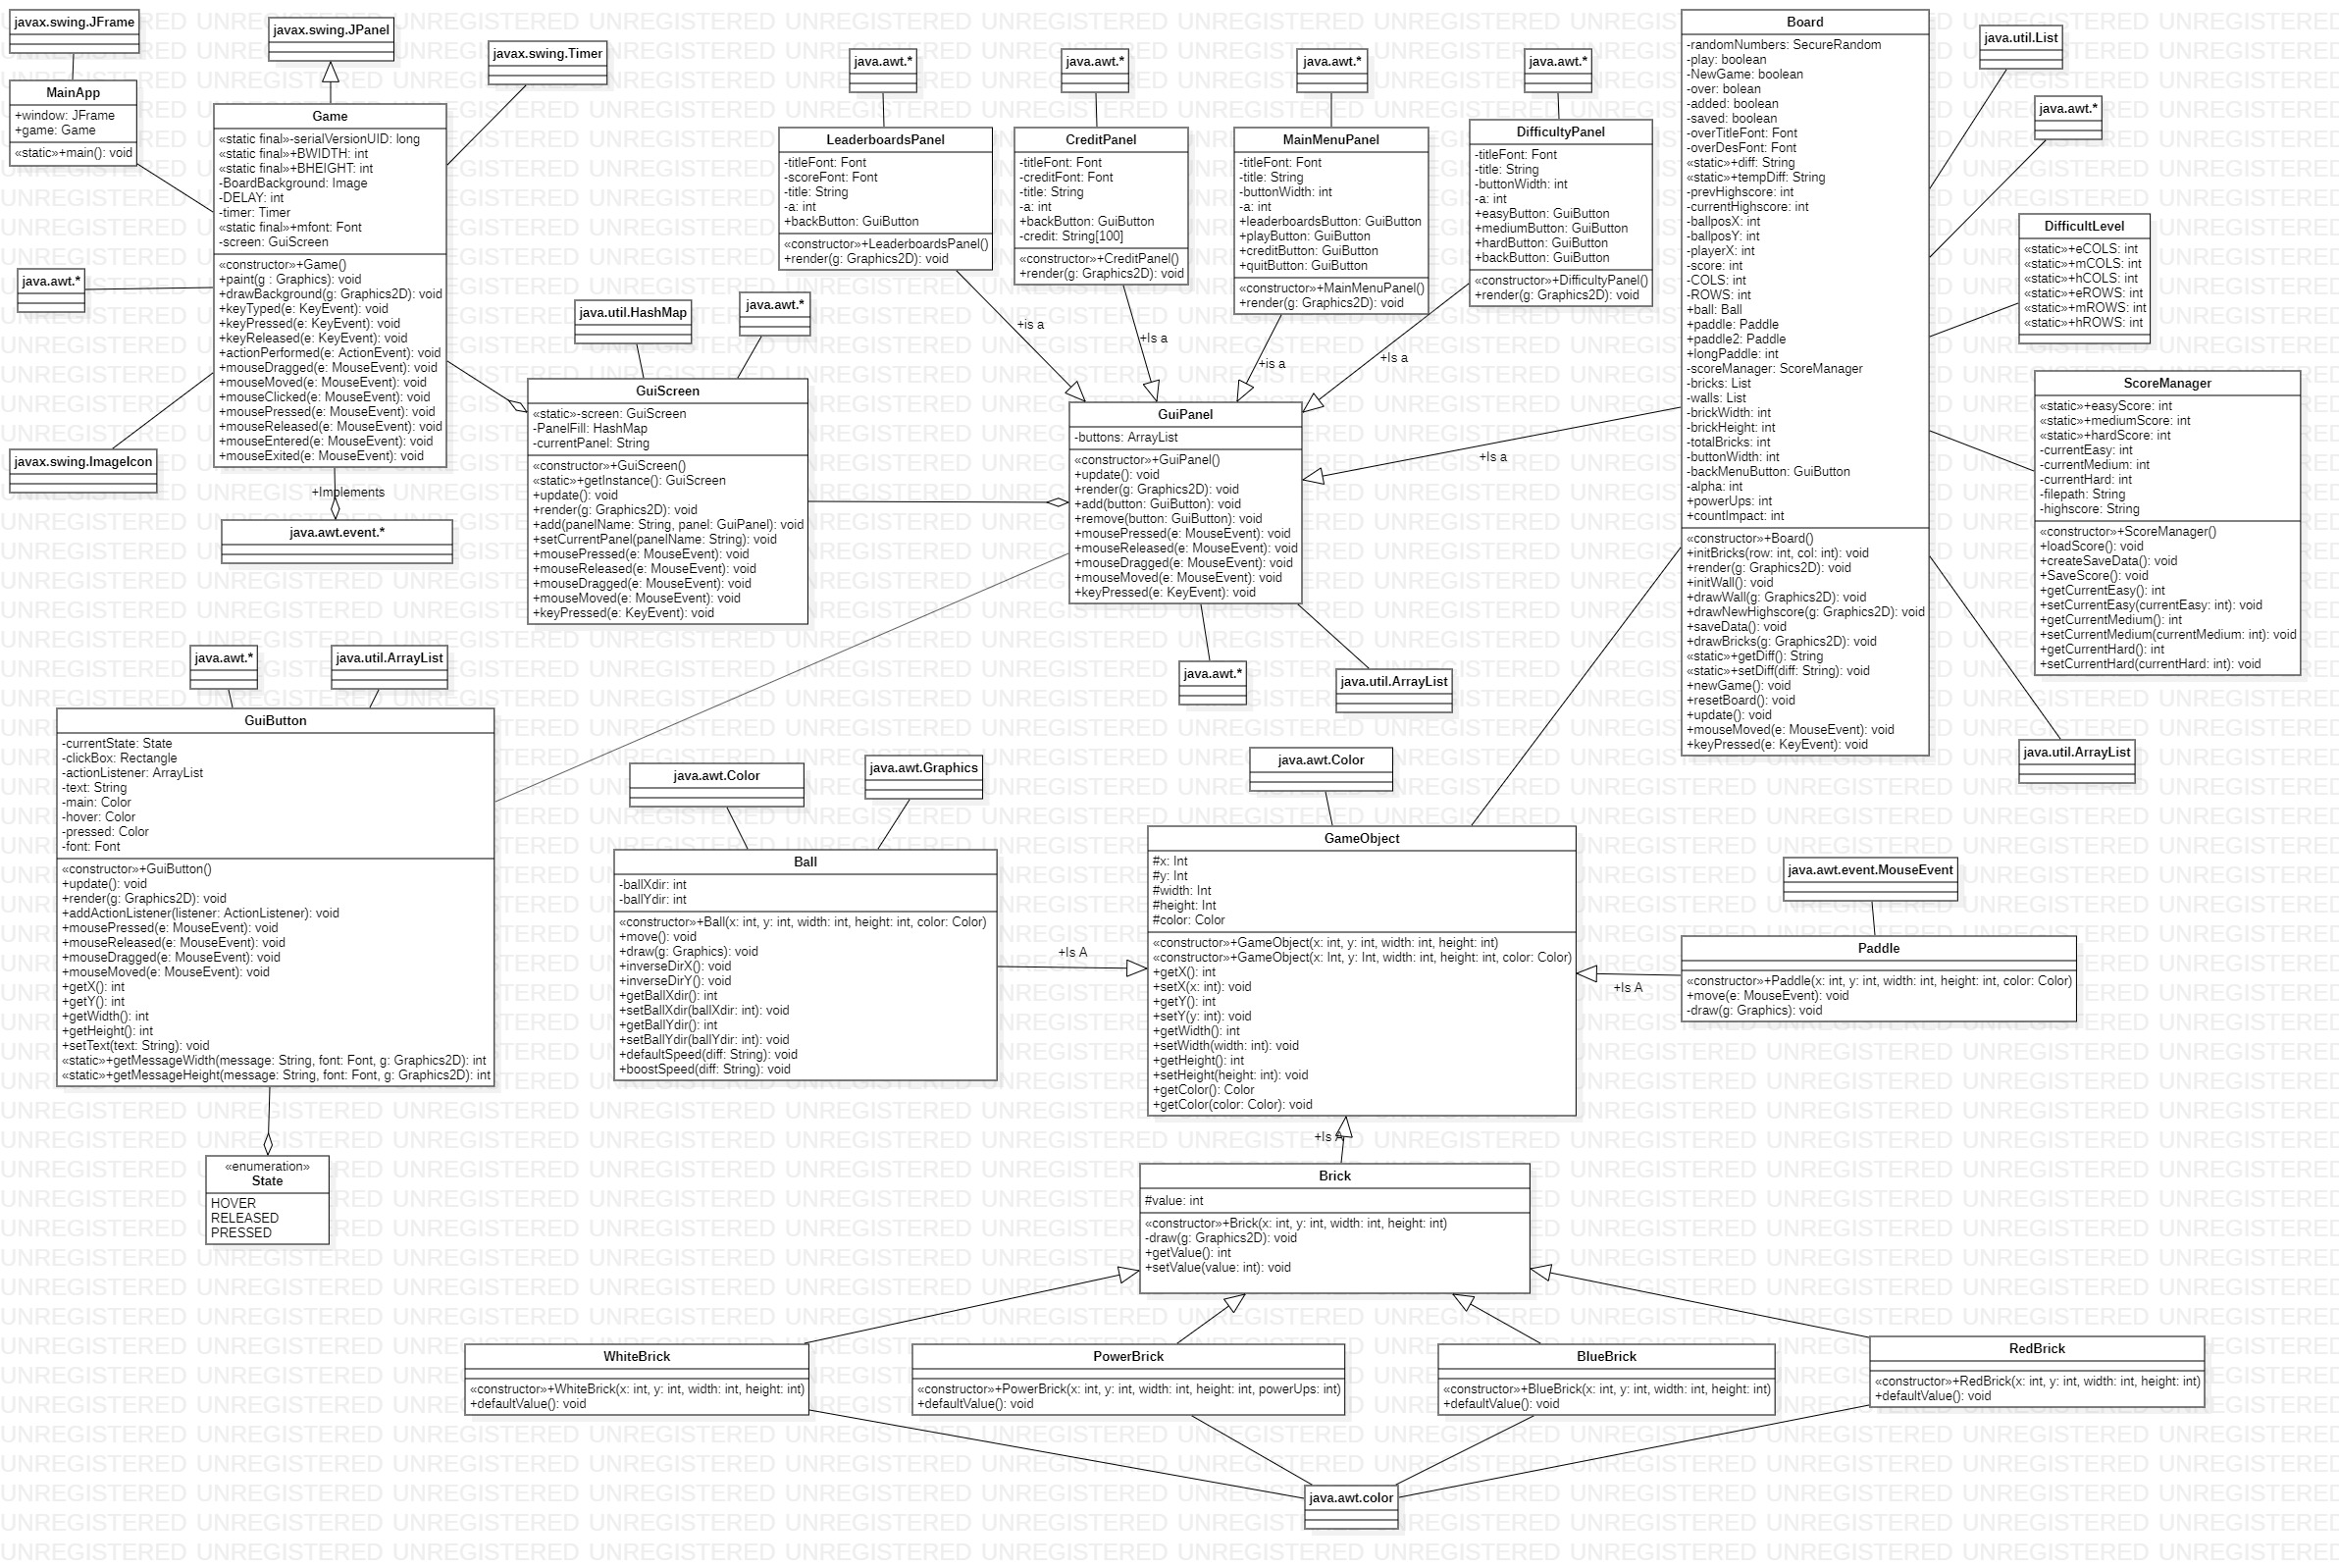 javax.swing.JFrame
MainApp
+window: JFrame
+game: Game
«static»+main(): void
javax.swing.JPanel
javax.swing.Timer
Game
«static final»-serialVersionUID: long
«static final»+BWIDTH: int
«static final»+BHEIGHT: int
-BoardBackground: Image
-DELAY: int
-timer: Timer
«static final»+mfont: Font
-screen: GuiScreen
«constructor»+Game()
+paint(g : Graphics): void
+drawBackground(g: Graphics2D): void
+keyTyped(e: KeyEvent): void
+keyPressed(e: KeyEvent): void
+keyReleased(e: KeyEvent): void
+actionPerformed(e: ActionEvent): void
+mouseDragged(e: MouseEvent): void
+mouseMoved(e: MouseEvent): void
+mouseClicked(e: MouseEvent): void
+mousePressed(e: MouseEvent): void
+mouseReleased(e: MouseEvent): void
+mouseEntered(e: MouseEvent): void
+mouseExited(e: MouseEvent): void
java.awt.*
javax.swing.ImageIcon
+Implements
java.awt.event.*
java.util.HashMap
java.awt.*
GuiScreen
«static»-screen: GuiScreen
-PanelFill: HashMap
-currentPanel: String
«constructor»+GuiScreen()
«static»+getInstance(): GuiScreen
+update(): void
+render(g: Graphics2D): void
+add(panelName: String, panel: GuiPanel): void
+setCurrentPanel(panelName: String): void
+mousePressed(e: MouseEvent): void
+mouseReleased(e: MouseEvent): void
+mouseDragged(e: MouseEvent): void
+mouseMoved(e: MouseEvent): void
+keyPressed(e: KeyEvent): void
java.awt.*
LeaderboardsPanel
-titleFont: Font
-scoreFont: Font
-title: String
-a: int
+backButton: GuiButton
«constructor»+LeaderboardsPanel()
+render(g: Graphics2D): void
+is a
java.awt.*
CreditPanel
-titleFont: Font
-creditFont: Font
-title: String
-a: int
+backButton: GuiButton
-credit: String[100]
«constructor»+CreditPanel()
+render(g: Graphics2D): void
+Is a
java.awt.*
MainMenuPanel
-titleFont: Font
-title: String
-buttonWidth: int
-a: int
+leaderboardsButton: GuiButton
+playButton: GuiButton
+creditButton: GuiButton
+quitButton: GuiButton
«constructor»+MainMenuPanel()
+render(g: Graphics2D): void
+is a
java.awt.*
DifficultyPanel
-titleFont: Font
-title: String
-buttonWidth: int
-a: int
+easyButton: GuiButton
+mediumButton: GuiButton
+hardButton: GuiButton
+backButton: GuiButton
«constructor»+DifficultyPanel()
+render(g: Graphics2D): void
+Is a
GuiPanel
-buttons: ArrayList
«constructor»+GuiPanel()
+update(): void
+render(g: Graphics2D): void
+add(button: GuiButton): void
+remove(button: GuiButton): void
+mousePressed(e: MouseEvent): void
+mouseReleased(e: MouseEvent): void
+mouseDragged(e: MouseEvent): void
+mouseMoved(e: MouseEvent): void
+keyPressed(e: KeyEvent): void
+Is a
java.awt.*
java.util.ArrayList
Board
-randomNumbers: SecureRandom
-play: boolean
-NewGame: boolean
-over: bolean
-added: boolean
-saved: boolean
-overTitleFont: Font
-overDesFont: Font
«static»+diff: String
«static»+tempDiff: String
-prevHighscore: int
-currentHighscore: int
-ballposX: int
-ballposY: int
-playerX: int
-score: int
-COLS: int
-ROWS: int
+ball: Ball
+paddle: Paddle
+paddle2: Paddle
+longPaddle: int
-scoreManager: ScoreManager
-bricks: List
-walls: List
-brickWidth: int
-brickHeight: int
-totalBricks: int
-buttonWidth: int
-backMenuButton: GuiButton
-alpha: int
+powerUps: int
+countImpact: int
«constructor»+Board()
+initBricks(row: int, col: int): void
+render(g: Graphics2D): void
+initWall(): void
+drawWall(g: Graphics2D): void
+drawNewHighscore(g: Graphics2D): void
+saveData(): void
+drawBricks(g: Graphics2D): void
«static»+getDiff(): String
«static»+setDiff(diff: String): void
+newGame(): void
+resetBoard(): void
+update(): void
+mouseMoved(e: MouseEvent): void
+keyPressed(e: KeyEvent): void
java.util.List
java.awt.*
DifficultLevel
«static»+eCOLS: int
«static»+mCOLS: int
«static»+hCOLS: int
«static»+eROWS: int
«static»+mROWS: int
«static»+hROWS: int
ScoreManager
«static»+easyScore: int
«static»+mediumScore: int
«static»+hardScore: int
-currentEasy: int
-currentMedium: int
-currentHard: int
-filepath: String
-highscore: String
«constructor»+ScoreManager()
+loadScore(): void
+createSaveData(): void
+SaveScore(): void
+getCurrentEasy(): int
+setCurrentEasy(currentEasy: int): void
+getCurrentMedium(): int
+setCurrentMedium(currentMedium: int): void
+getCurrentHard(): int
+setCurrentHard(currentHard: int): void
java.util.ArrayList
java.awt.*
java.util.ArrayList
GuiButton
-currentState: State
-clickBox: Rectangle
-actionListener: ArrayList
-text: String
-main: Color
-hover: Color
-pressed: Color
-font: Font
«constructor»+GuiButton()
+update(): void
+render(g: Graphics2D): void
+addActionListener(listener: ActionListener): void
+mousePressed(e: MouseEvent): void
+mouseReleased(e: MouseEvent): void
+mouseDragged(e: MouseEvent): void
+mouseMoved(e: MouseEvent): void
+getX(): int
+getY(): int
+getWidth(): int
+getHeight(): int
+setText(text: String): void
«static»+getMessageWidth(message: String, font: Font, g: Graphics2D): int
«static»+getMessageHeight(message: String, font: Font, g: Graphics2D): int
«enumeration»
State
HOVER
RELEASED
PRESSED
java.awt.Color
java.awt.Graphics
Ball
-ballXdir: int
-ballYdir: int
«constructor»+Ball(x: int, y: int, width: int, height: int, color: Color)
+move(): void
+draw(g: Graphics): void
+inverseDirX(): void
+inverseDirY(): void
+getBallXdir(): int
+setBallXdir(ballXdir: int): void
+getBallYdir(): int
+setBallYdir(ballYdir: int): void
+defaultSpeed(diff: String): void
+boostSpeed(diff: String): void
+Is A
java.awt.Color
GameObject
#x: Int
#y: Int
#width: Int
#height: Int
#color: Color
«constructor»+GameObject(x: int, y: int, width: int, height: int)
«constructor»+GameObject(x: Int, y: Int, width: int, height: int, color: Color)
+getX(): int
+setX(x: int): void
+getY(): int
+setY(y: int): void
+getWidth(): int
+setWidth(width: int): void
+getHeight(): int
+setHeight(height: int): void
+getColor(): Color
+getColor(color: Color): void
java.awt.event.MouseEvent
Paddle
«constructor»+Paddle(x: int, y: int, width: int, height: int, color: Color)
+move(e: MouseEvent): void
-draw(g: Graphics): void
+Is A
+Is A
Brick
#value: int
«constructor»+Brick(x: int, y: int, width: int, height: int)
-draw(g: Graphics2D): void
+getValue(): int
+setValue(value: int): void
WhiteBrick
«constructor»+WhiteBrick(x: int, y: int, width: int, height: int)
+defaultValue(): void
PowerBrick
«constructor»+PowerBrick(x: int, y: int, width: int, height: int, powerUps: int)
+defaultValue(): void
BlueBrick
«constructor»+BlueBrick(x: int, y: int, width: int, height: int)
+defaultValue(): void
RedBrick
«constructor»+RedBrick(x: int, y: int, width: int, height: int)
+defaultValue(): void
java.awt.color